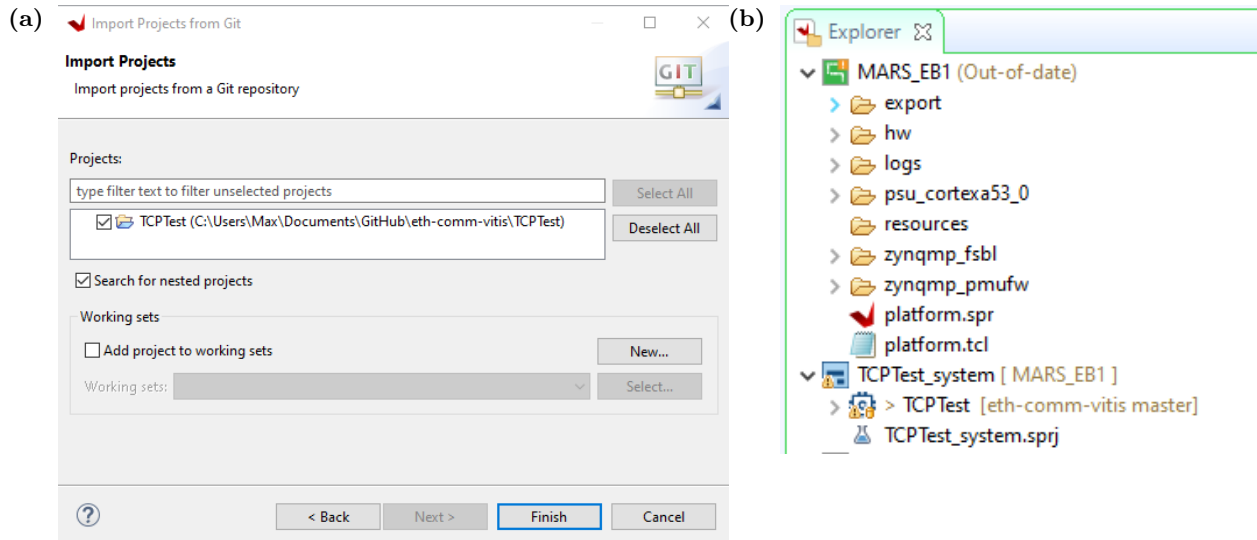 (a)
Import Projects from Git
Import Projects
Import projects from a Git repository
GIT
Projects:
type filter text to filter unselected projects
Select All
TCPTest (C:\Users\Max\Documents\GitHub\eth-comm-vitis\TCPTest)
Deselect All
Search for nested projects
Working sets
Add project to working sets
New...
Working sets:
Select...
?
< Back
Next >
Finish
Cancel
(b)
Explorer
MARS_EB1 (Out-of-date)
export
hw
logs
psu_cortexa53_0
resources
zynqmp_fsbl
zynqmp_pmufw
platform.spr
platform.tcl
TCPTest_system [ MARS_EB1 ]
> TCPTest [eth-comm-vitis master]
TCPTest_system.sprj